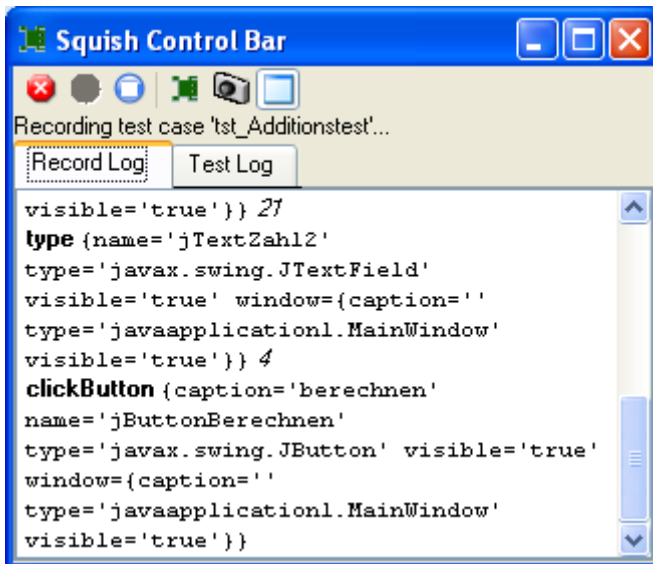 Squish Control Bar
Recording test case 'tst_Additionstest'...
Record Log Test Log
visible='true'}} 21
type {name='jTextZahl2'
type='javax.swing.JTextField'
visible='true' window={caption=''
type='javaapplication1.MainWindow'
visible='true'}} 4
clickButton {caption='berechnen'
name='jButtonBerechnen'
type='javax.swing.JButton' visible='true'
window={caption=''
type='javaapplication1.MainWindow'
visible='true'}}